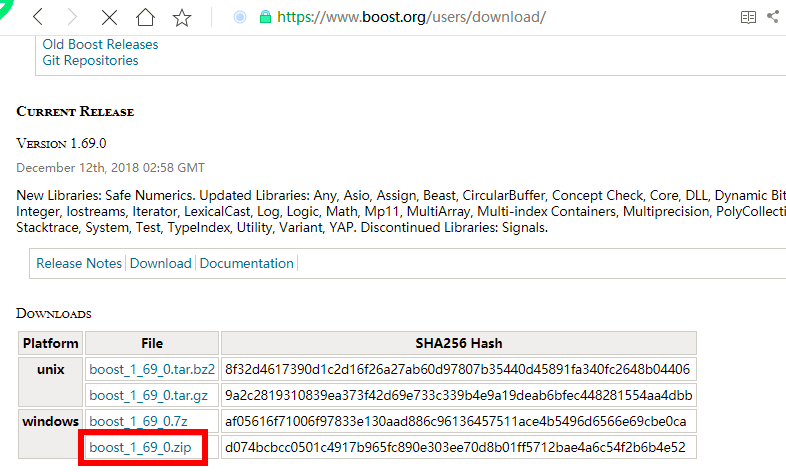 https://www.boost.org/users/download/
Old Boost Releases
Git Repositories
Current Release
Version 1.69.0
December 12th, 2018 02:58 GMT
New Libraries: Safe Numerics. Updated Libraries: Any, Asio, Assign, Beast, CircularBuffer, Concept Check, Core, DLL, Dynamic Bit
Integer, Iostreams, Iterator, LexicalCast, Log, Logic, Math, Mp11, MultiArray, Multi-index Containers, Multiprecision, PolyCollecti
Stacktrace, System, Test, TypeIndex, Utility, Variant, YAP. Discontinued Libraries: Signals.
Release Notes Download Documentation
Downloads
Platform File SHA256 Hash
unix boost_1_69_0.tar.bz2 8f32d4617390d1c2d16f26a27ab60d97807b35440d45891fa340fc2648b04406
boost_1_69_0.tar.gz 9a2c2819310839ea373f42d69e733c339b4e9a19deab6bfec448281554aa4dbb
windows boost_1_69_0.7z af05616f71006f97833e130aad886c96136457511ace4b5496d6566e69cbe0ca
boost_1_69_0.zip d074bcbcc0501c4917b965fc890e303ee70d8b01ff5712bae4a6c54f2b6b4e52